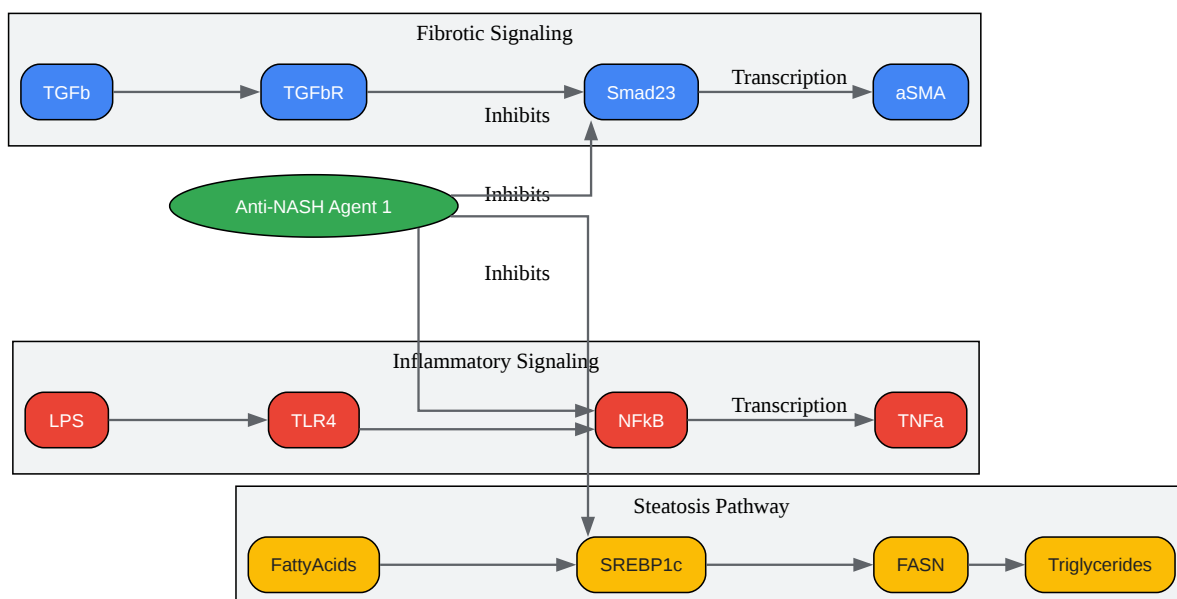 Fibrotic Signaling
TGFb
TGFbR
Smad23
Transcription
aSMA
Inhibits
Inhibits
Anti-NASH Agent 1
Inhibits
Inflammatory Signaling
LPS
TLR4
NFkB
Transcription
TNFa
Steatosis Pathway
FattyAcids
SREBP1c
FASN
Triglycerides